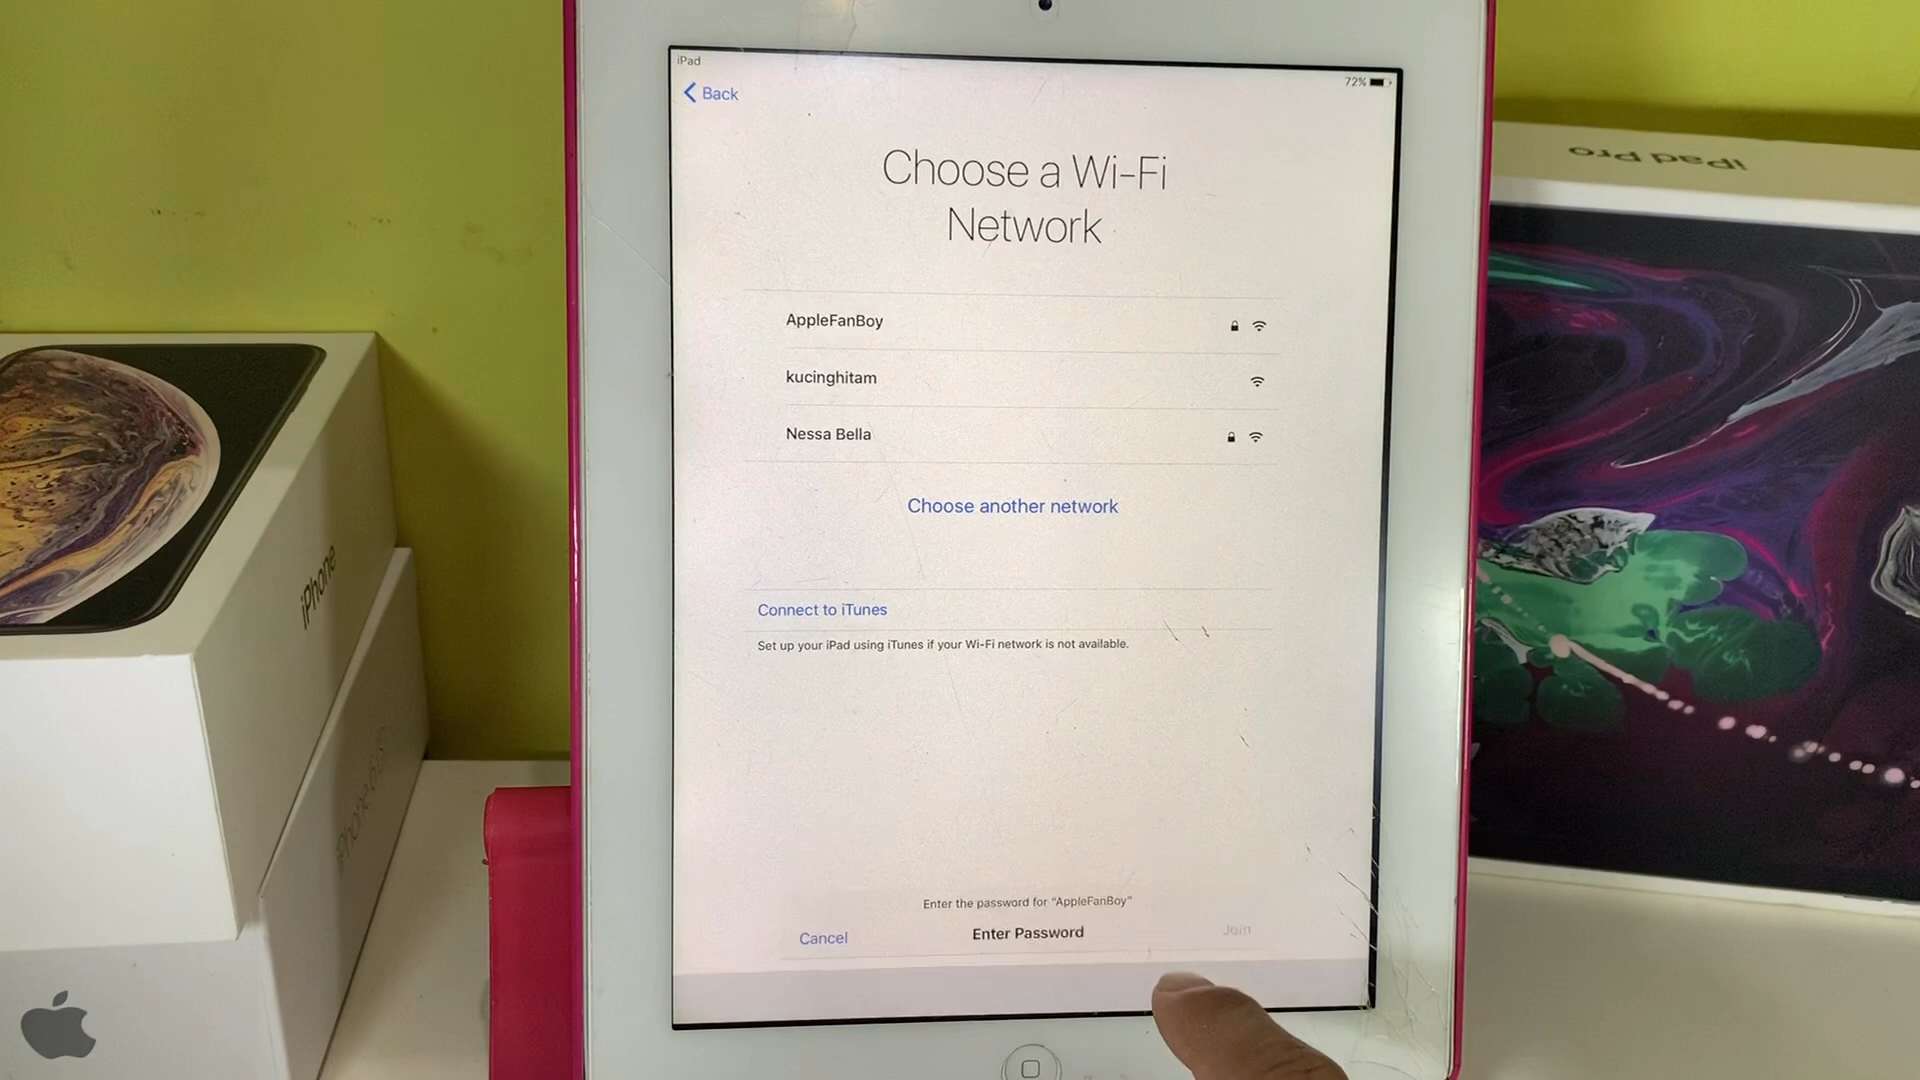 iPad
72%
Back
Choose a Wi-Fi
Network
AppleFanBoy
kucinghitam
Nessa Bella
Choose another network
Connect to iTunes
Set up your iPad using iTunes if your Wi-Fi network is not available.
Enter the password for “AppleFanBoy”
Cancel
Enter Password
Join
iPhone
iPad Pro